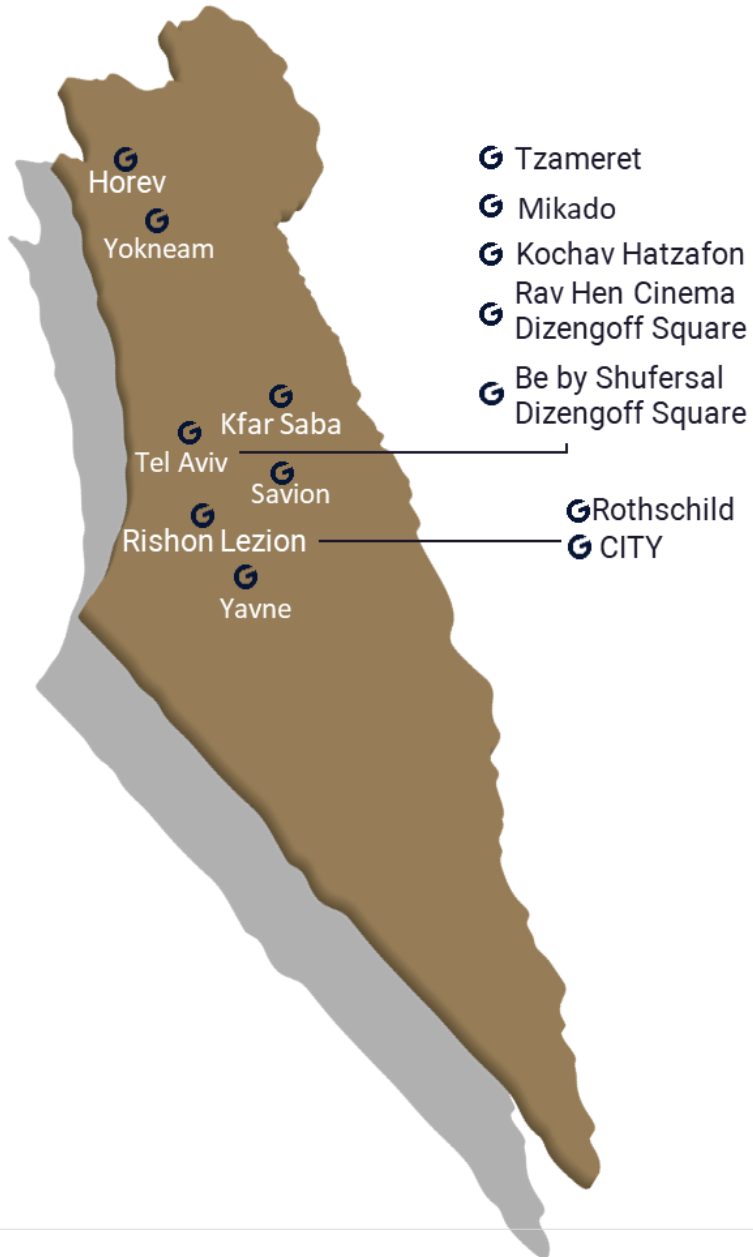 Horev
Yokneam
Kfar Saba
Tel Aviv
Savion
Rishon Lezion
Yavne
Tzameret
Mikado
Kochav Hatzafon
Rav Hen Cinema
Dizengoff Square
Be by Shufersal
Dizengoff Square
Rothschild
CITY